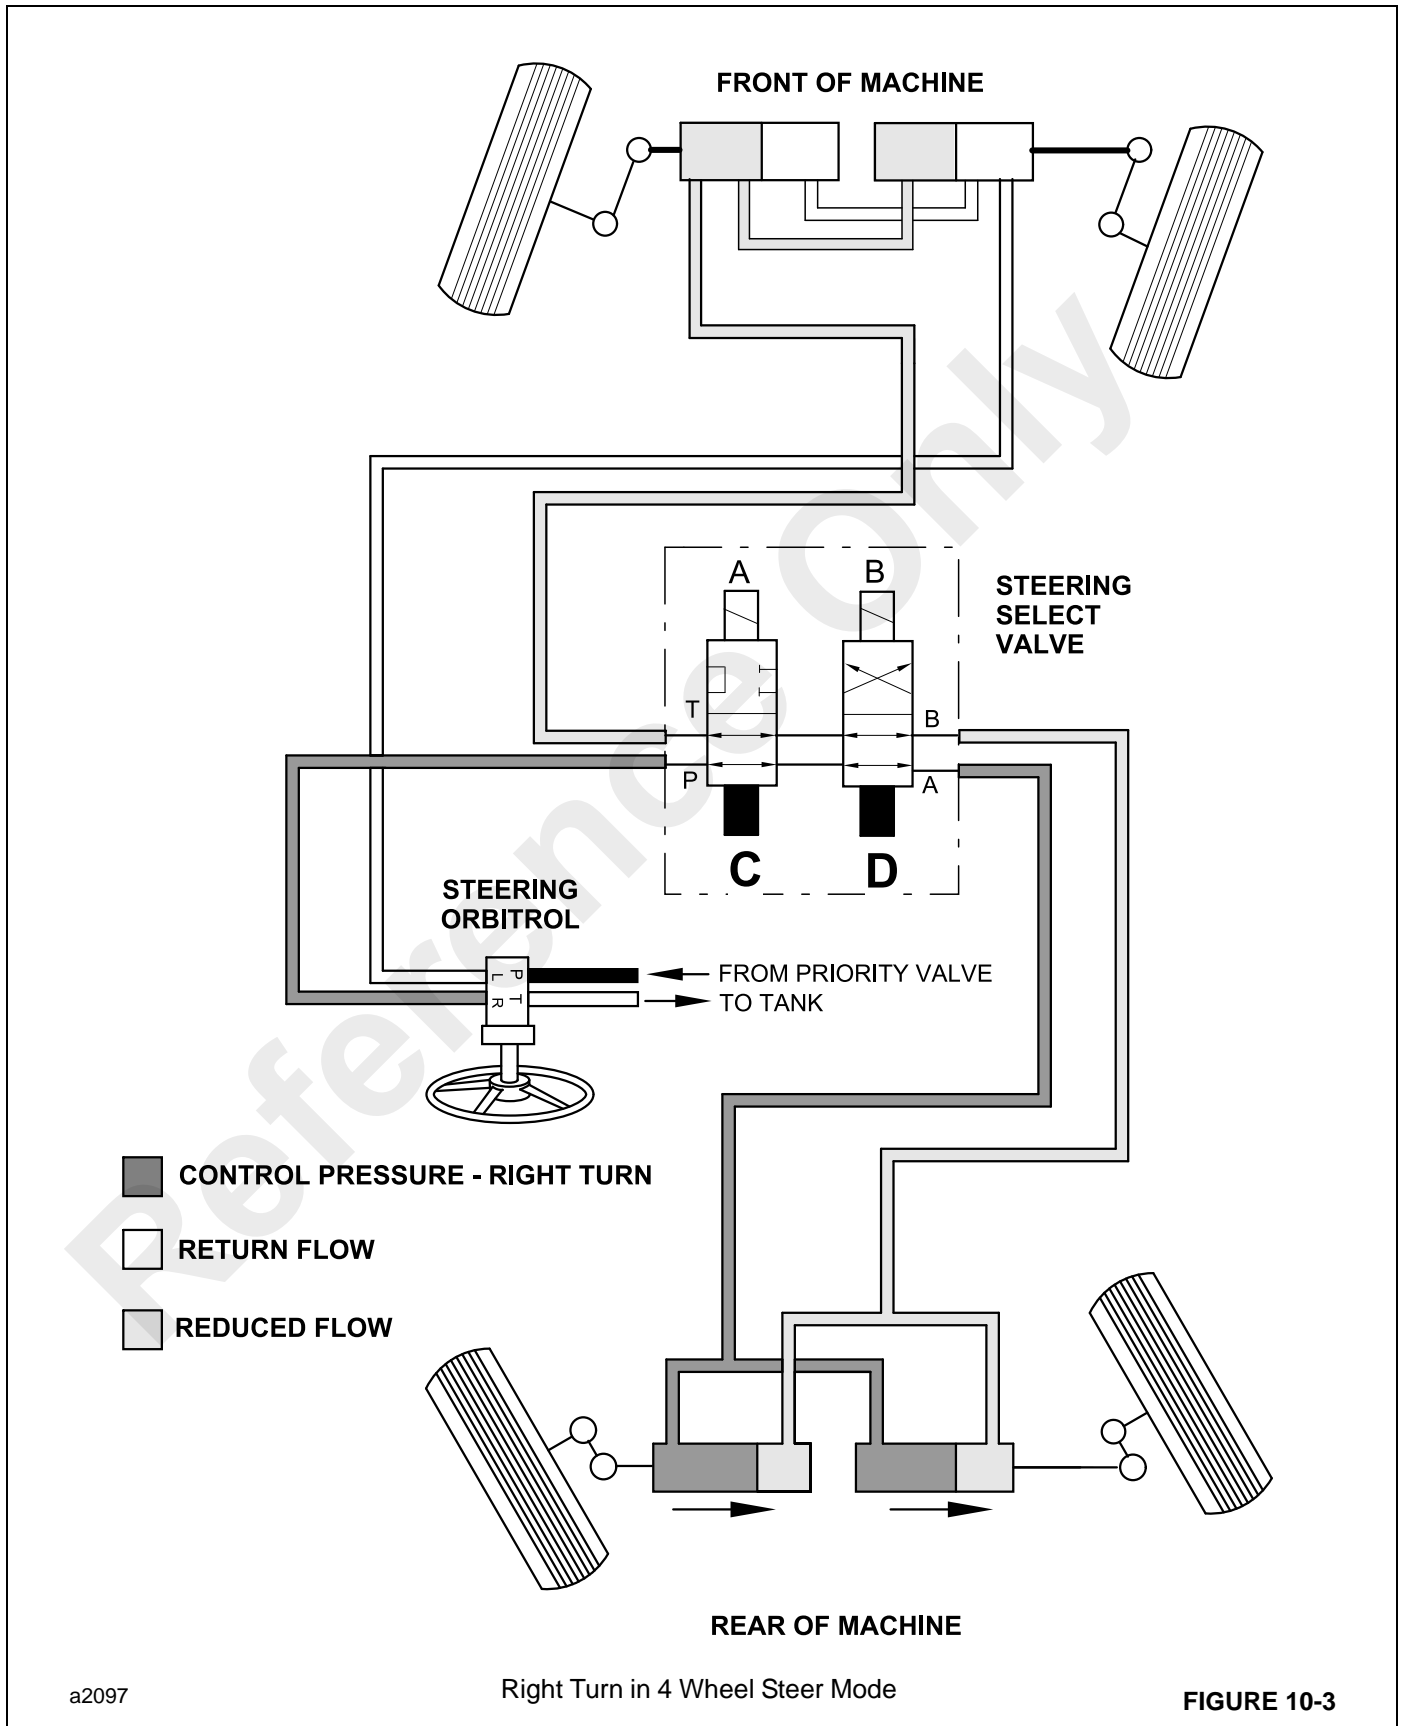 FRONT OF MACHINE
A
B
STEERING
SELECT
VALVE
T
B
P
A
C
D
STEERING
ORBITROL
P
L
T
R
FROM PRIORITY VALVE
TO TANK
CONTROL PRESSURE - RIGHT TURN
RETURN FLOW
REDUCED FLOW
REAR OF MACHINE
a2097
Right Turn in 4 Wheel Steer Mode
FIGURE 10-3
Reference Only